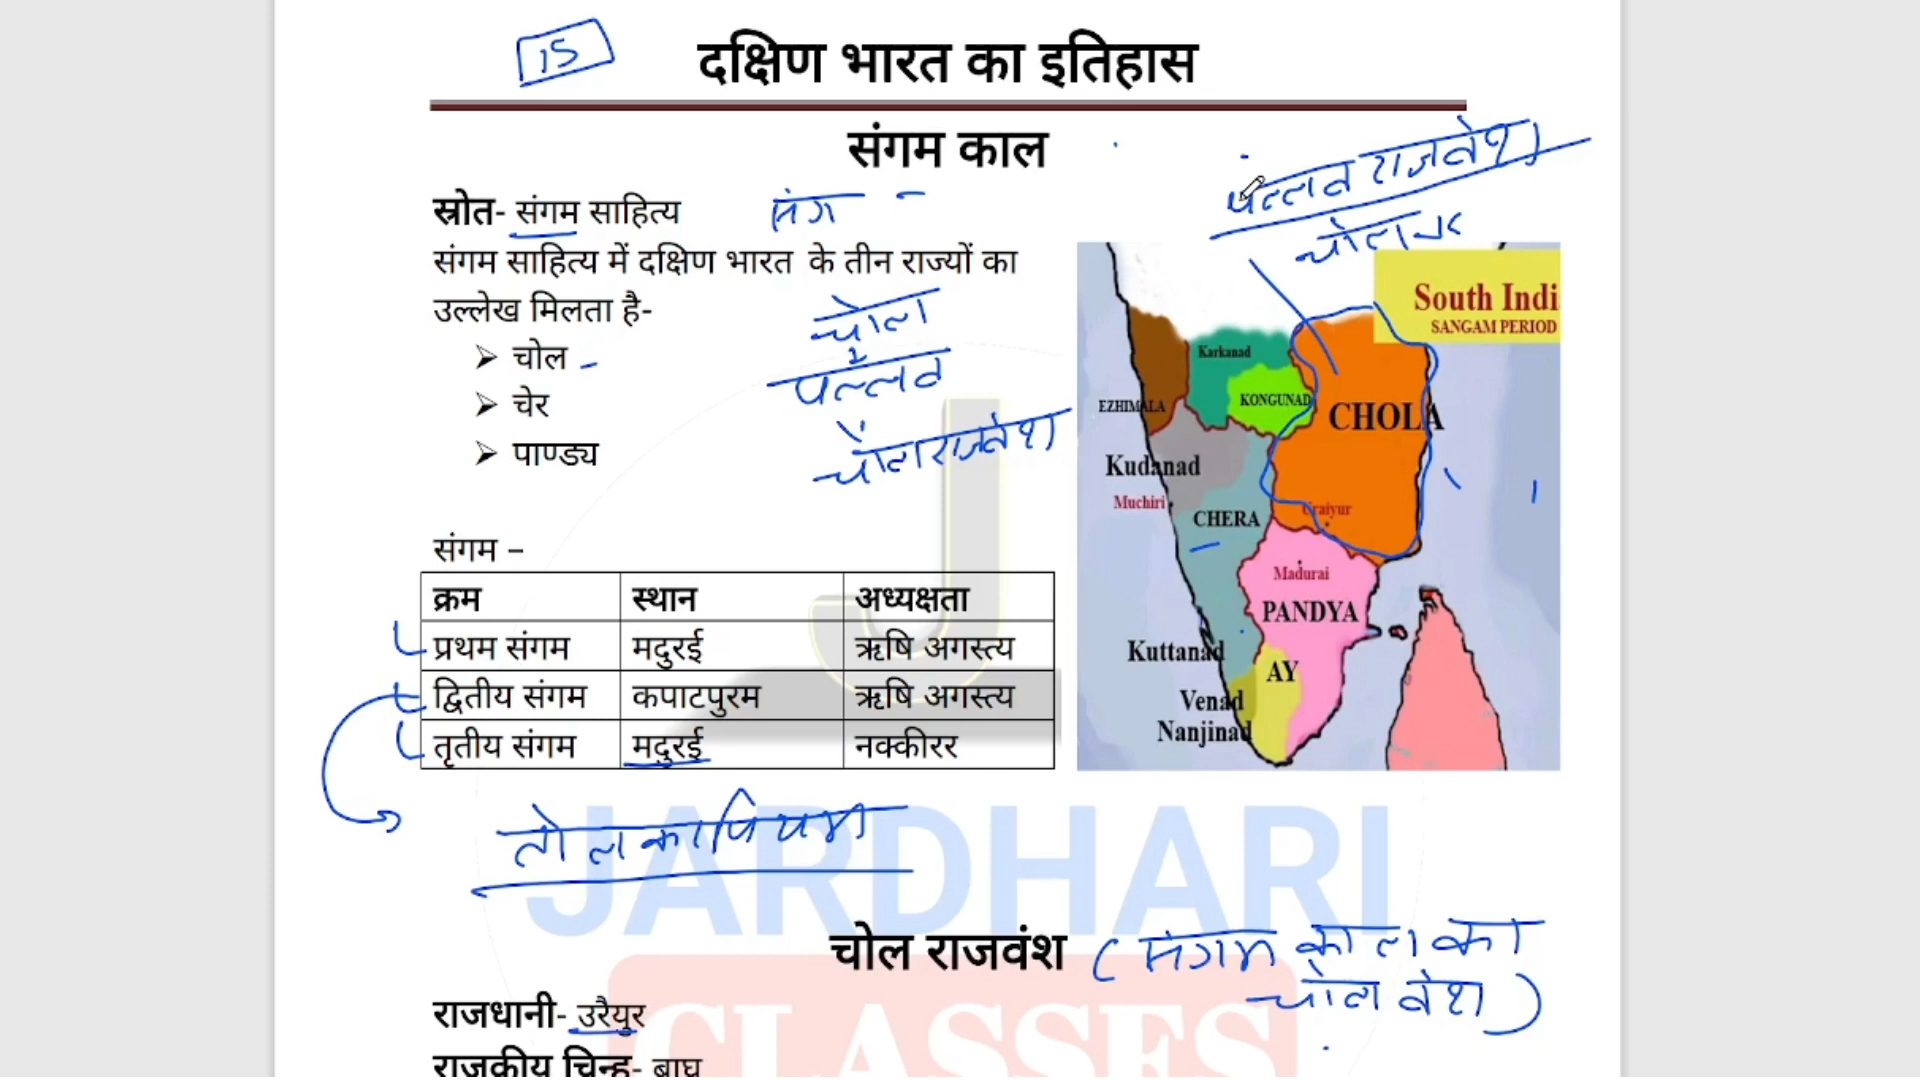 15
दक्षिण भारत का इतिहास
संगम काल
पल्लव राजवंश
चोल
स्रोत- संगम साहित्य
संग
संगम साहित्य में दक्षिण भारत के तीन राज्यों का
उल्लेख मिलता है-
➤ चोल
➤ चेर
➤ पाण्ड्य
चोल
पल्लव
चोल राजवंश
South Indi
SANGAM PERIOD
Karkanad
EZHIMALA
KONGUNAD
CHOLA
Kudanad
Muchiri
CHERA
Uraiyur
Madurai
PANDYA
Kuttanad
AY
Venad
Nanjinad
संगम –
क्रम स्थान अध्यक्षता
प्रथम संगम मदुरई ऋषि अगस्त्य
द्वितीय संगम कपाटपुरम ऋषि अगस्त्य
तृतीय संगम मदुरई नक्कीरर
तोलकापियम
JARDHARI
चोल राजवंश (संगम काल का
चोल वंश)
राजधानी- उरैयुर
CLASSES
राजकीय चिन्ह- बाघ